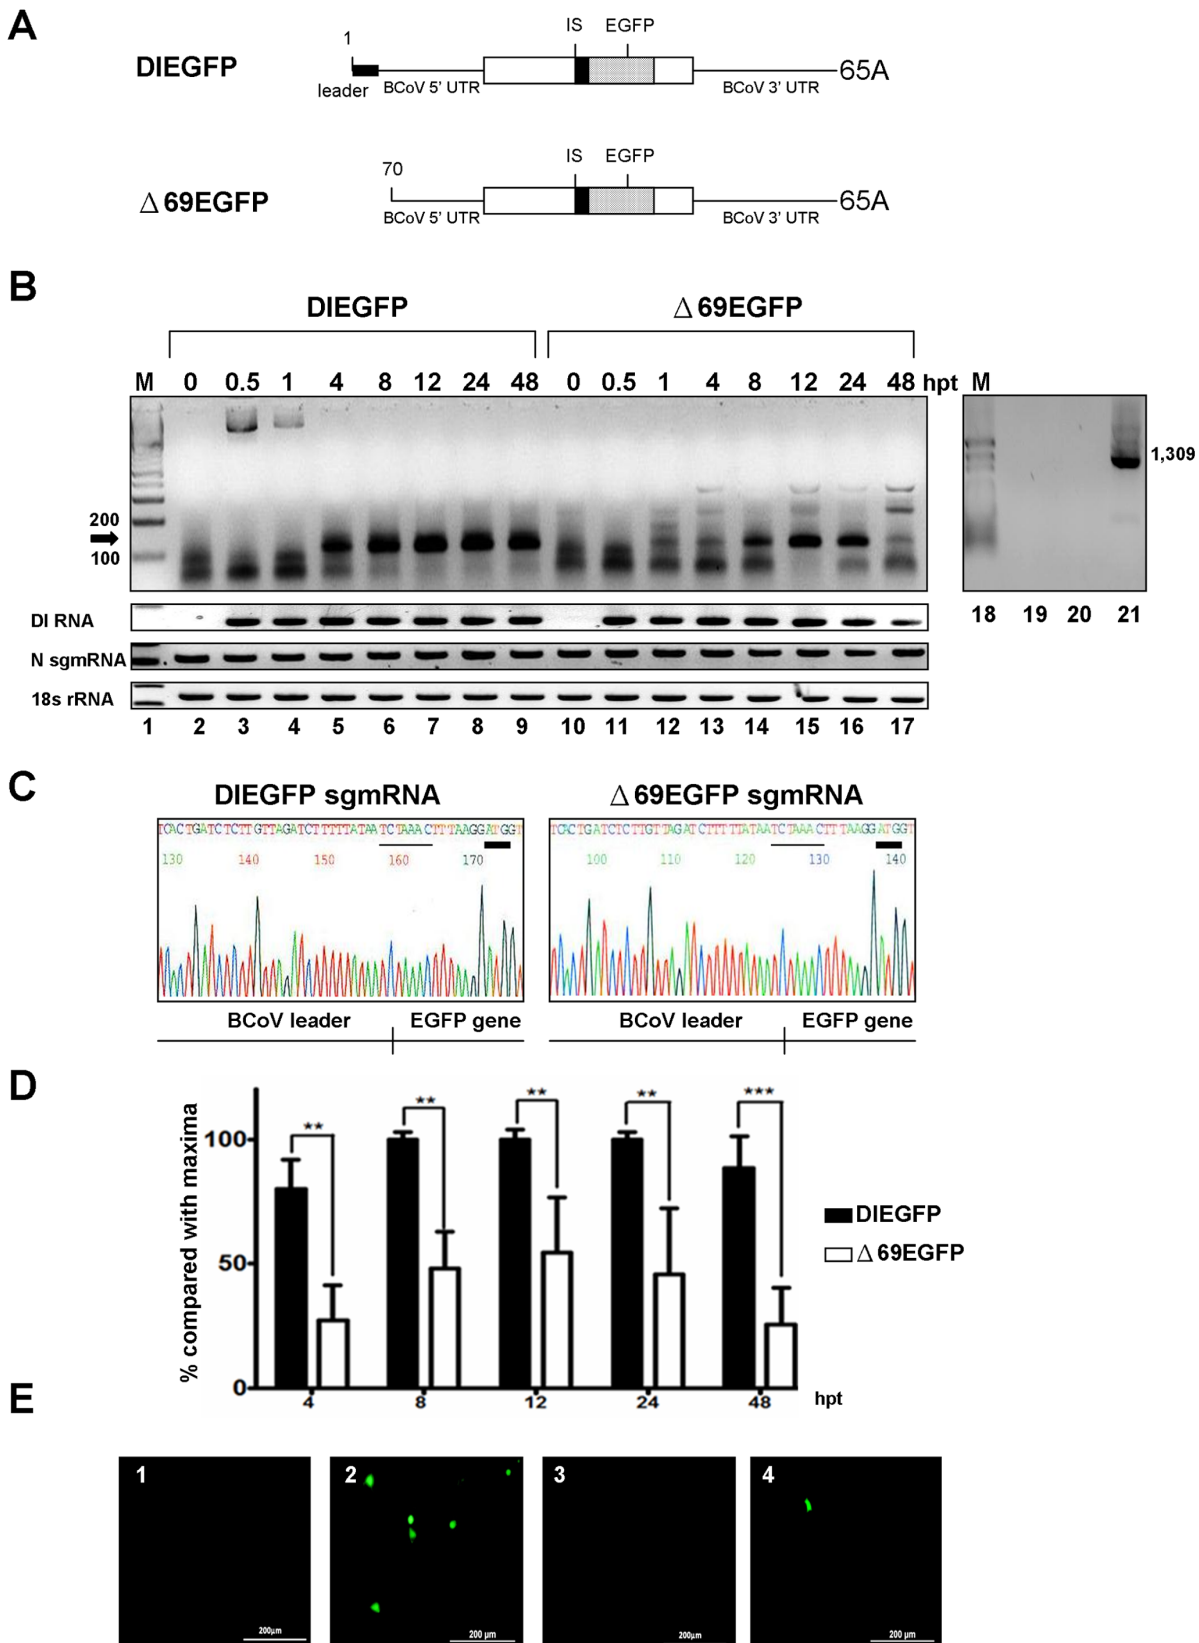 A
1
IS EGFP
DIEGFP
65A
leader
BCoV 5' UTR
BCoV 3' UTR
70
IS EGFP
Δ 69EGFP
65A
BCoV 5' UTR
BCoV 3' UTR
B
DIEGFP
Δ 69EGFP
M 0 0.5 1 4 8 12 24 48 0 0.5 1 4 8 12 24 48 hpt M
1,309
200
100
DI RNA
N sgmRNA
18s rRNA
1 2 3 4 5 6 7 8 9 10 11 12 13 14 15 16 17
18 19 20 21
C
DIEGFP sgmRNA
Δ 69EGFP sgmRNA
TCACTGATCTCTTGTTAGATCTTTTTATAATCTAAACTTTAAGGATGGT
130 140 150 160 170
TCACTGATCTCTTGTTAGATCTTTTTATAATCTAAACTTTAAGGATGGT
100 110 120 130 140
BCoV leader EGFP gene
BCoV leader EGFP gene
D
% compared with maxima
100
50
0
** ** ** ** ***
4 8 12 24 48 hpt
DIEGFP
Δ 69EGFP
E
1 2 3 4
200μm 200 μm 200μm 200 μm